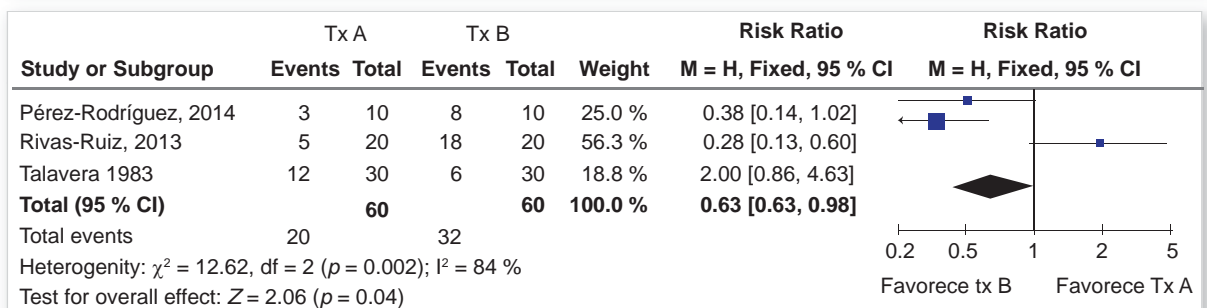 Tx A Tx B Risk Ratio Risk Ratio
Study or Subgroup Events Total Events Total Weight M = H, Fixed, 95 % CI M = H, Fixed, 95 % CI
Pérez-Rodríguez, 2014 3 10 8 10 25.0 % 0.38 [0.14, 1.02]
Rivas-Ruiz, 2013 5 20 18 20 56.3 % 0.28 [0.13, 0.60]
Talavera 1983 12 30 6 30 18.8 % 2.00 [0.86, 4.63]
Total (95 % CI) 60 60 100.0 % 0.63 [0.63, 0.98]
Total events 20 32
0.2 0.5 1 2 5
Heterogenity: χ² = 12.62, df = 2 (p = 0.002); I² = 84 %
Favorece tx B Favorece Tx A
Test for overall effect: Z = 2.06 (p = 0.04)